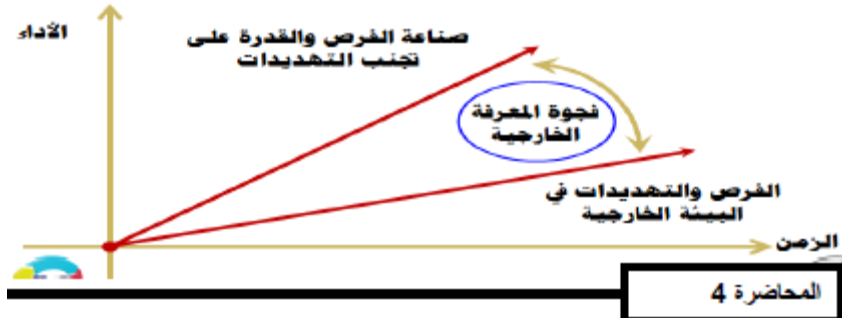 الأداء
صناعة الفرص والقدرة على
تجنب التهديدات
فجوة المعرفة
الخارجية
الفرص والتهديدات في
البيئة الخارجية
الزمن
المحاضرة 4